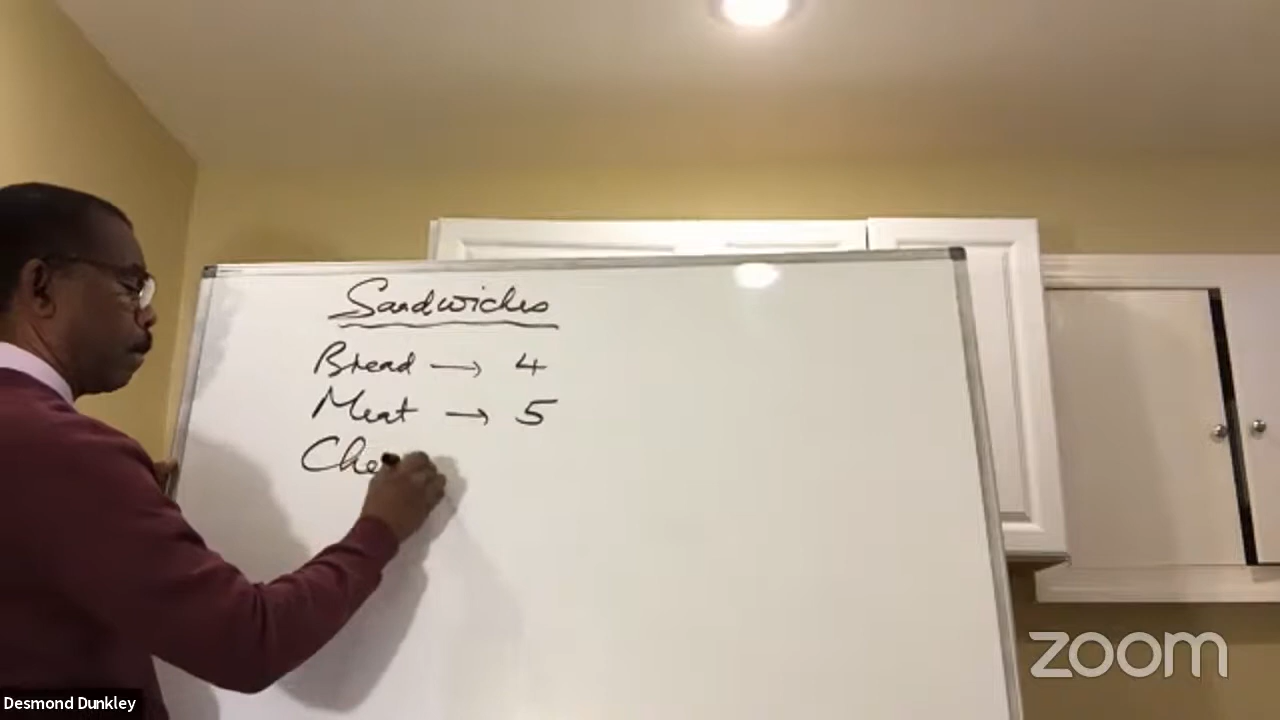 Sandwiches
Bread → 4
Meat → 5
Che
zoom
Desmond Dunkley